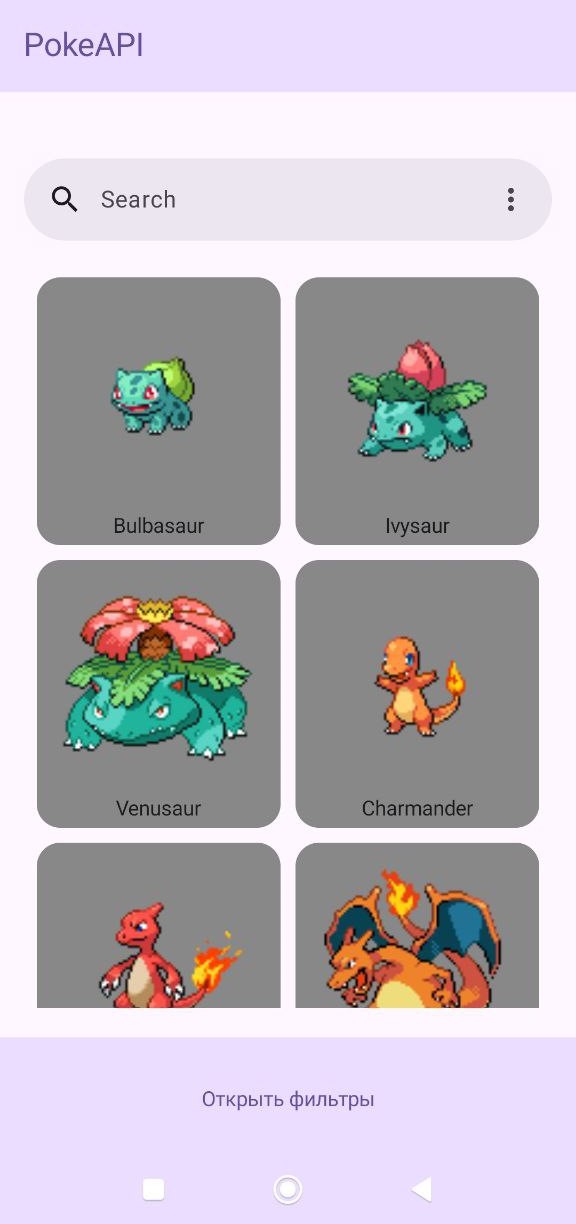 PokeAPI
Search
Bulbasaur
Ivysaur
Venusaur
Charmander
Открыть фильтры